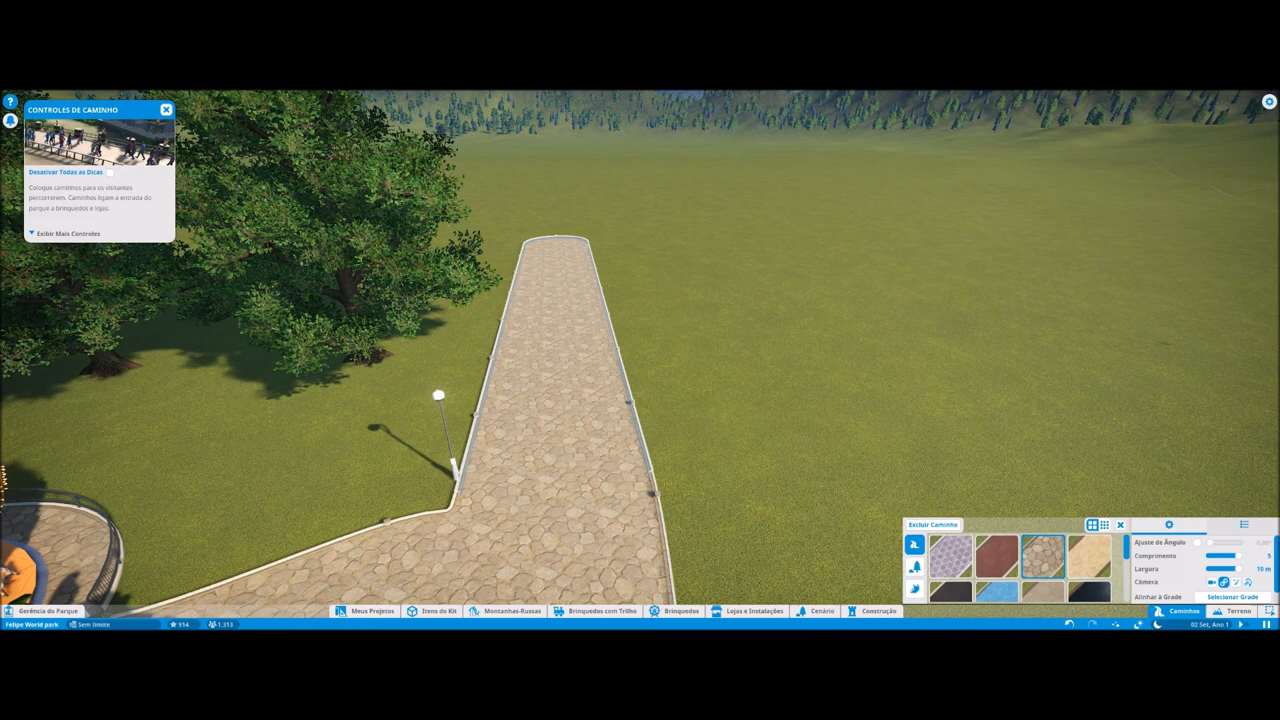 ?
CONTROLES DE CAMINHO
Desativar Todas as Dicas
Coloque caminhos para os visitantes
percorrerem. Caminhos ligam a entrada do
parque a brinquedos e lojas.
Exibir Mais Controles
Excluir Caminho
Ajuste de Ângulo 0,00°
Comprimento 5
Largura 10 m
Câmera
Alinhar à Grade Selecionar Grade
Gerência do Parque Meus Projetos Itens do Kit Montanhas-Russas Brinquedos com Trilho Brinquedos Lojas e Instalações Cenário Construção Caminhos Terreno
Felipe World park Sem limite 914 1.313 02 Set, Ano 1